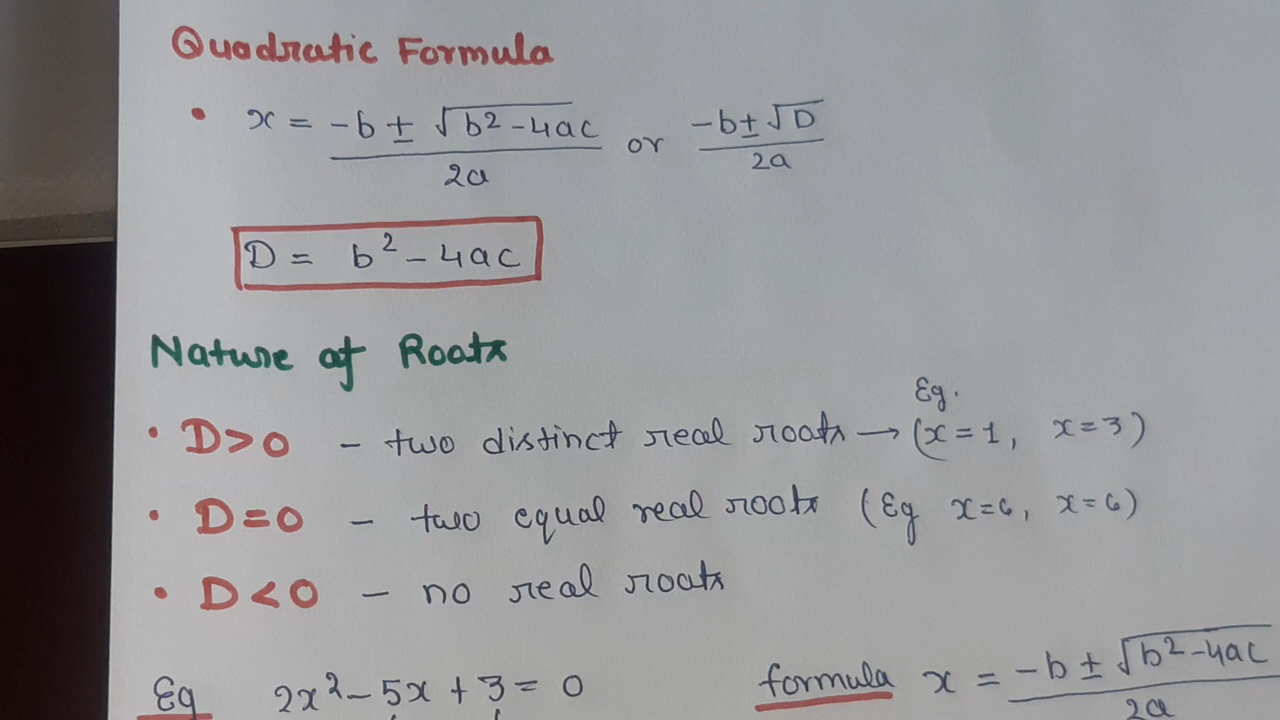 Quadratic Formula
• x = -b ± √b² - 4ac / 2a or -b ± √D / 2a
D = b² - 4ac
Nature of Roots
• D>0 - two distinct real roots → Eg. (x=1, x=3)
• D=0 - two equal real roots (Eg x=6, x=6)
• D<0 - no real roots
Eg 2x² - 5x + 3 = 0 formula x = -b ± √b² - 4ac / 2a